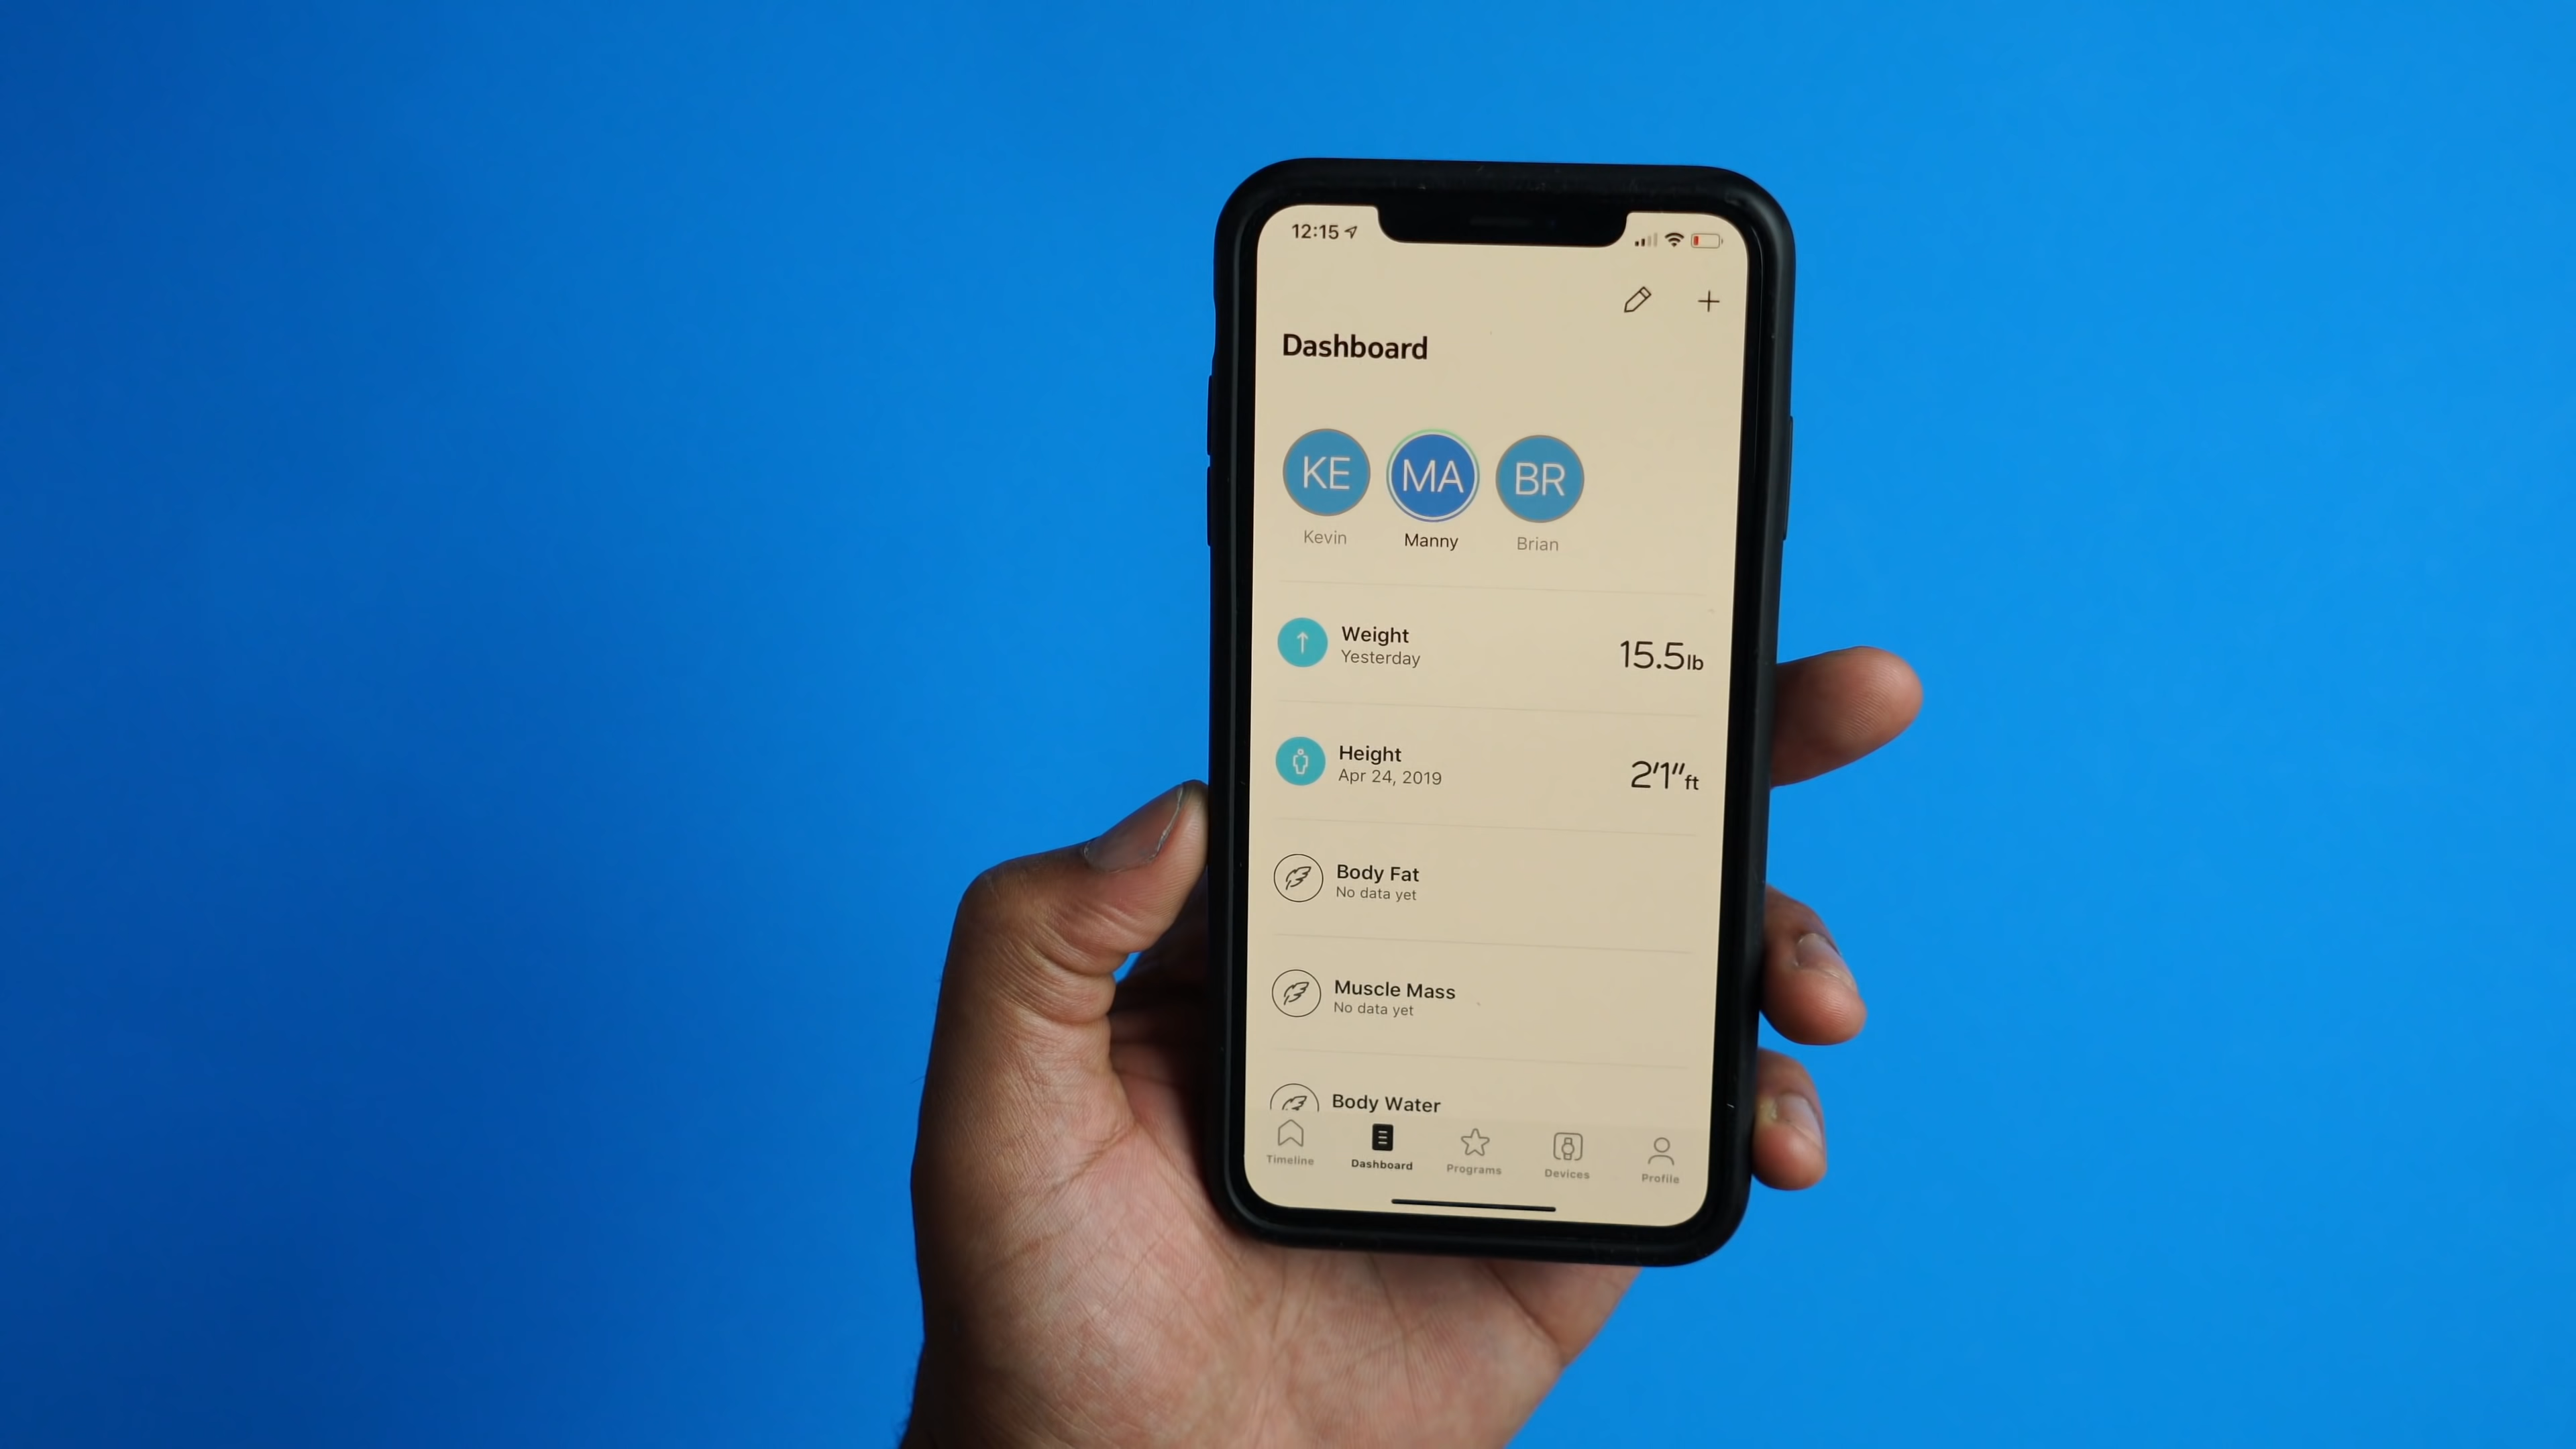 12:15
Dashboard
KE MA BR
Kevin Manny Brian
Weight
Yesterday
15.5lb
Height
Apr 24, 2019
2'1"ft
Body Fat
No data yet
Muscle Mass
No data yet
Body Water
Timeline Dashboard Programs Devices Profile